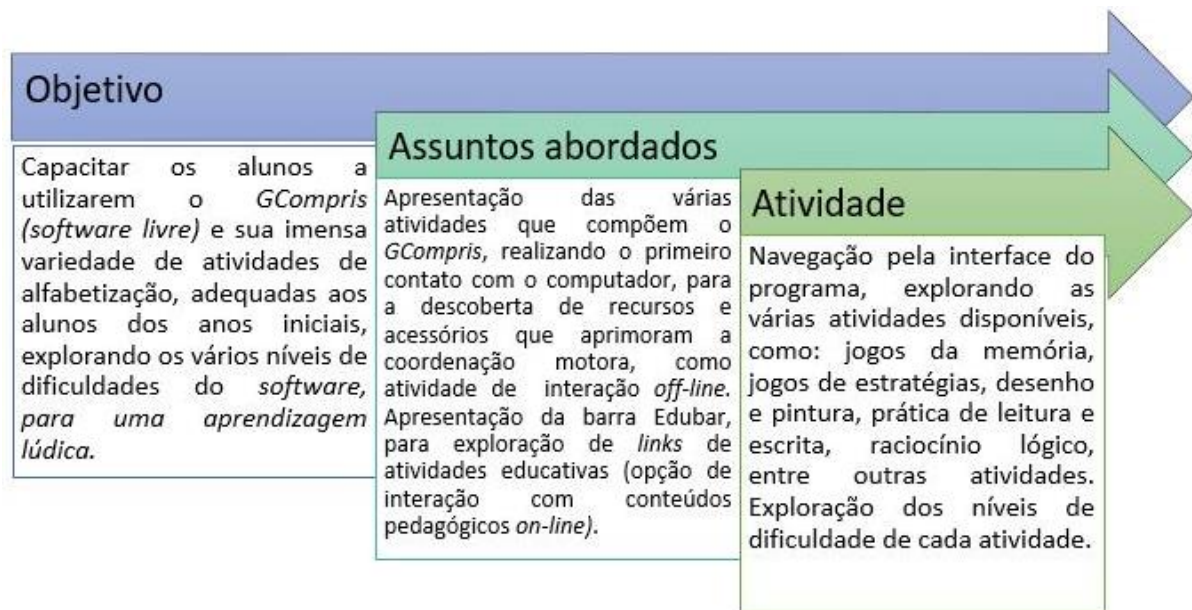 Objetivo
Capacitar os alunos a
utilizarem o GCompris
(software livre) e sua imensa
variedade de atividades de
alfabetização, adequadas aos
alunos dos anos iniciais,
explorando os vários níveis de
dificuldades do software,
para uma aprendizagem
lúdica.
Assuntos abordados
Apresentação das várias
atividades que compõem o
GCompris, realizando o primeiro
contato com o computador, para
a descoberta de recursos e
acessórios que aprimoram a
coordenação motora, como
atividade de interação off-line.
Apresentação da barra Edubar,
para exploração de links de
atividades educativas (opção de
interação com conteúdos
pedagógicos on-line).
Atividade
Navegação pela interface do
programa, explorando as
várias atividades disponíveis,
como: jogos da memória,
jogos de estratégias, desenho
e pintura, prática de leitura e
escrita, raciocínio lógico,
entre outras atividades.
Exploração dos níveis de
dificuldade de cada atividade.